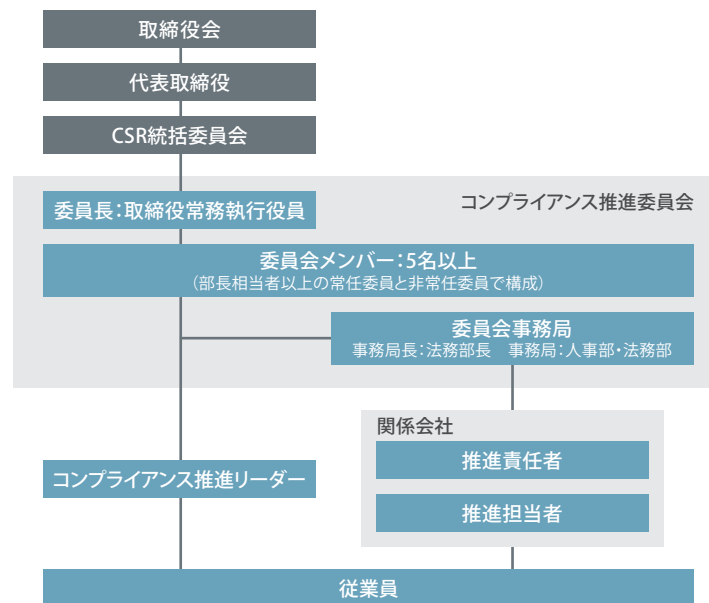 取締役会
代表取締役
CSR統括委員会
コンプライアンス推進委員会
委員長：取締役常務執行役員
委員会メンバー：5名以上
（部長相当者以上の常任委員と非常任委員で構成）
委員会事務局
事務局長：法務部長　事務局：人事部・法務部
関係会社
推進責任者
コンプライアンス推進リーダー
推進担当者
従業員